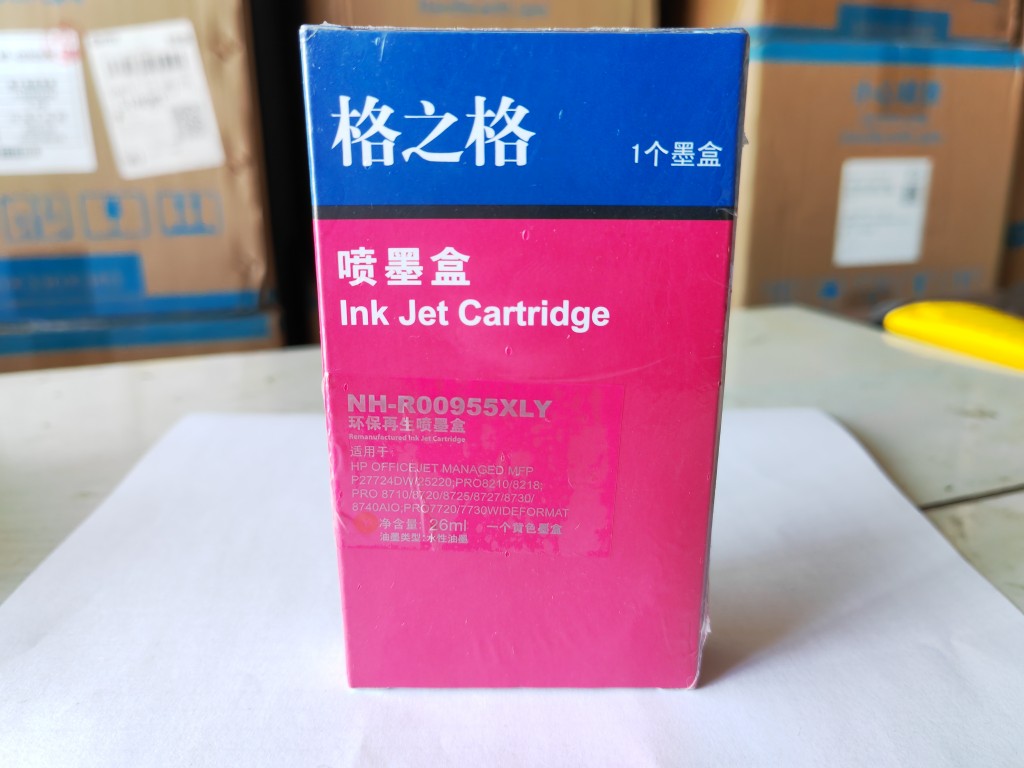 格之格
1个墨盒
喷墨盒
Ink Jet Cartridge
NH-R00955XLY
环保再生喷墨盒
Remanufactured Ink Jet Cartridge
适用于
HP OFFICEJET MANAGED MFP
P27724DW/25220;PRO8210/8218;
PRO 8710/8720/8725/8727/8730/
8740AIO.PRO7720/7730WIDEFORMAT
净含量: 26ml 一个黄色墨盒
油墨类型:水性油墨